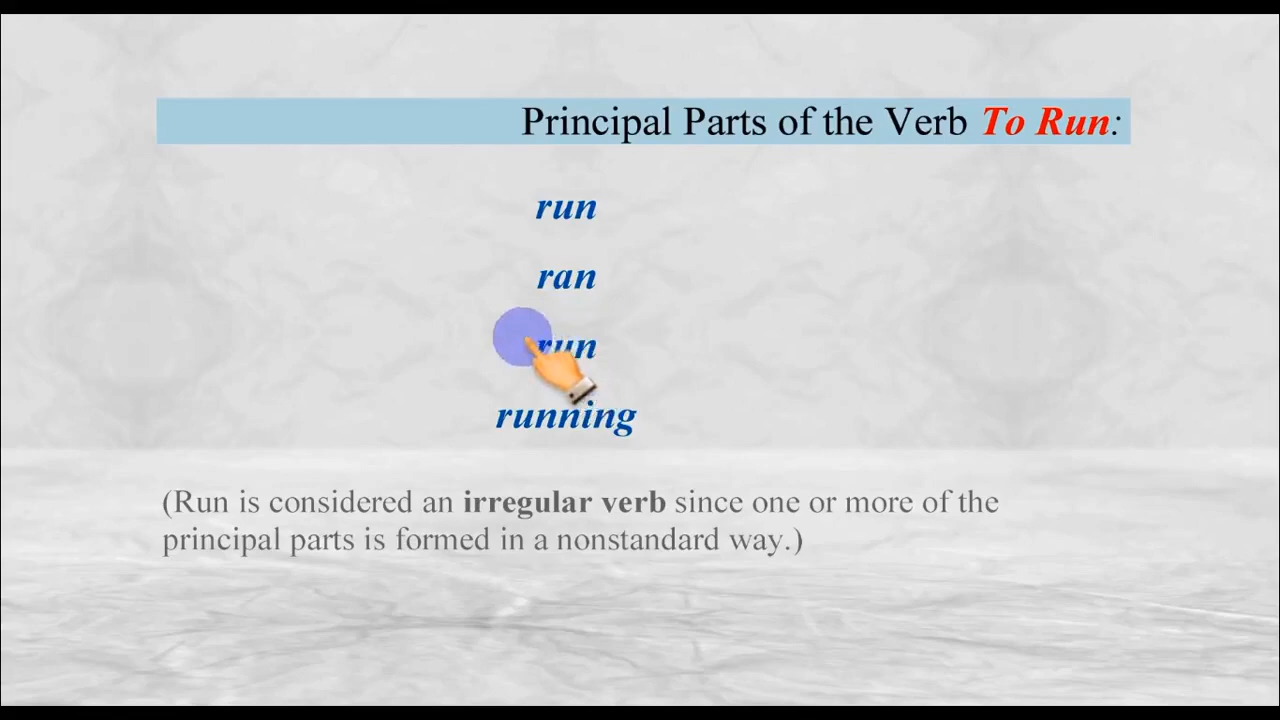 Principal Parts of the Verb To Run:
run
ran
run
running
(Run is considered an irregular verb since one or more of the
principal parts is formed in a nonstandard way.)